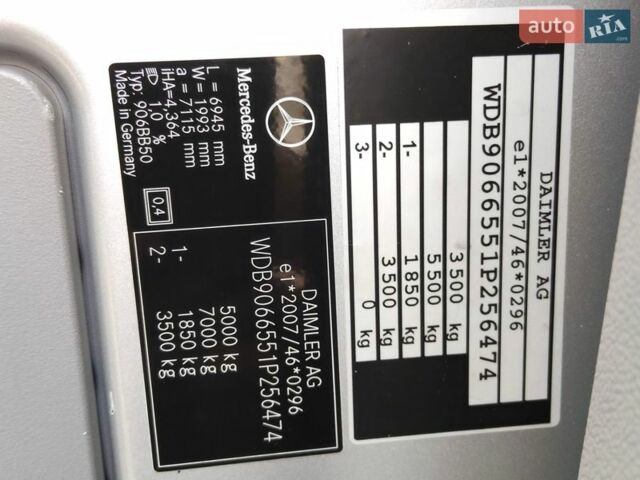 auto RIA.com
Mercedes-Benz
L = 6945 mm
W = 1993 mm
a = 7115 mm
iHA=4,364
1,0 %
Typ: 906BB50
Made in Germany
0,4
DAIMLER AG
e1*2007/46*0296
WDB9066551P256474
5000 kg
7000 kg
1- 1850 kg
2- 3500 kg
DAIMLER AG
e1*2007/46*0296
WDB9066551P256474
3 500 kg
5 500 kg
1- 1 850 kg
2- 3 500 kg
3- 0 kg